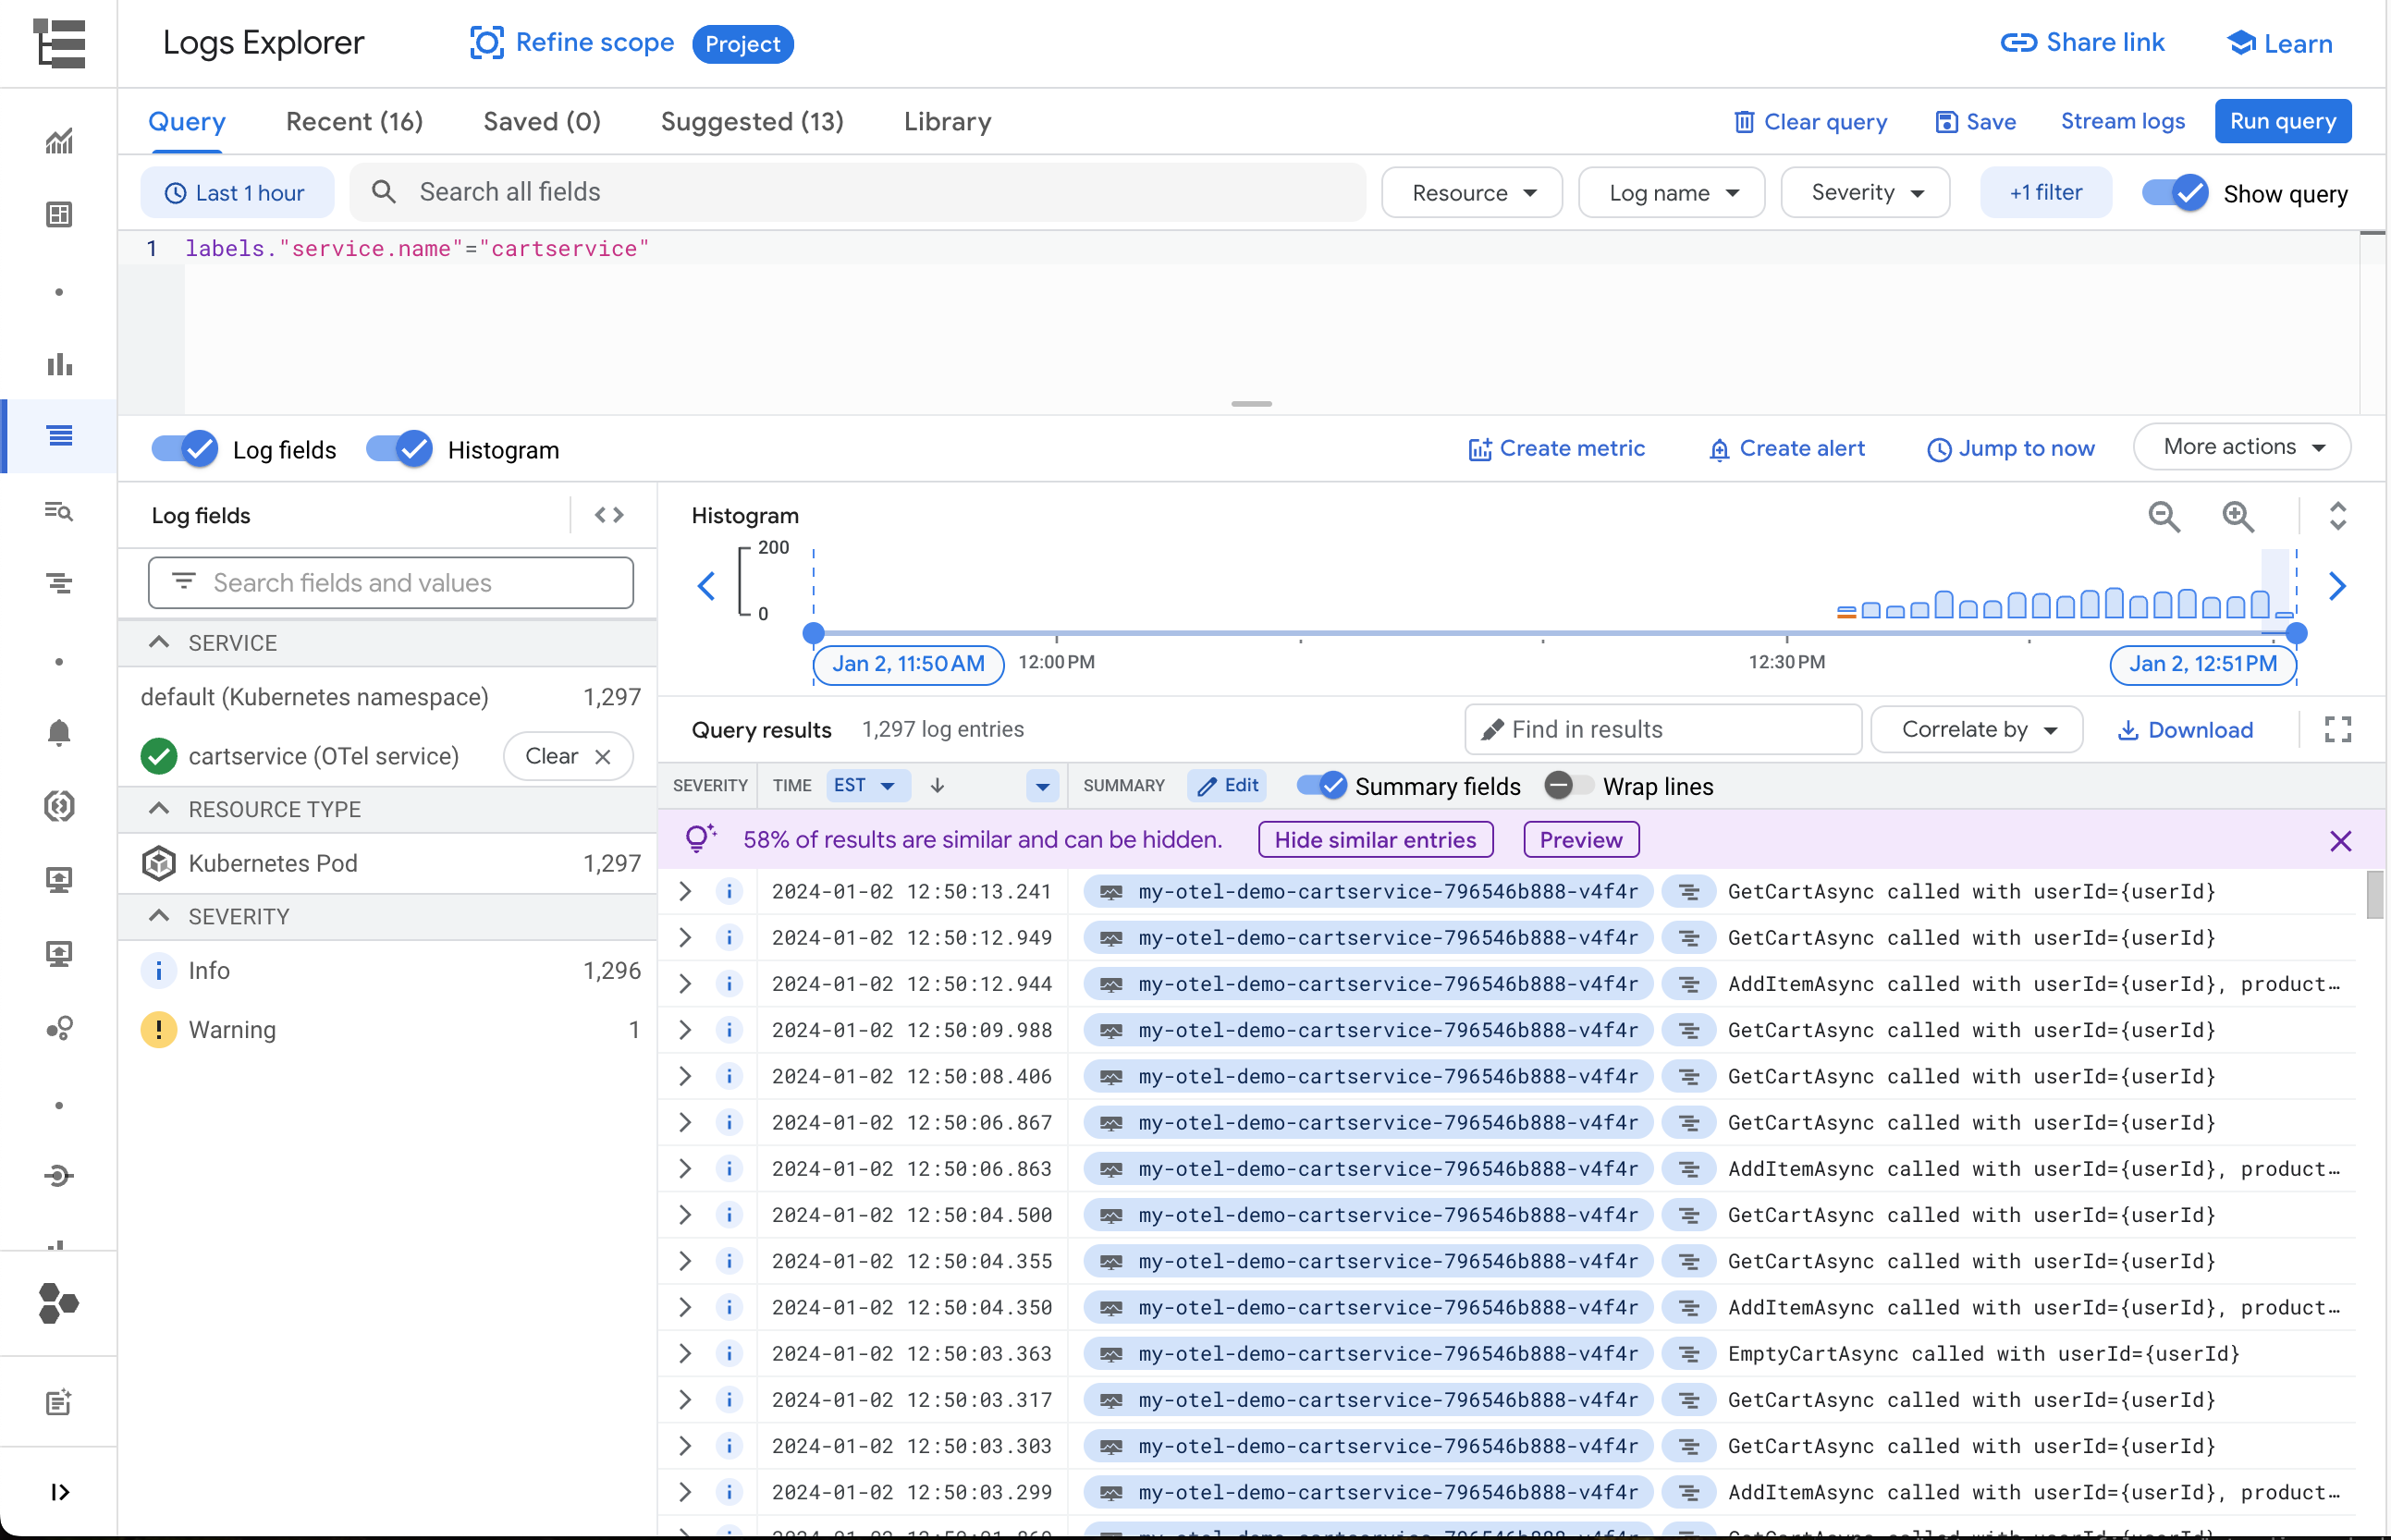 Logs Explorer Refine scope Project Share link Learn
Query Recent (16) Saved (0) Suggested (13) Library Clear query Save Stream logs Run query
Last 1 hour Search all fields Resource Log name Severity +1 filter Show query
1 labels."service.name"="cartservice"
Log fields Histogram Create metric Create alert Jump to now More actions
Log fields
Search fields and values
SERVICE
default (Kubernetes namespace) 1,297
cartservice (OTel service) Clear
RESOURCE TYPE
Kubernetes Pod 1,297
SEVERITY
Info 1,296
Warning 1
Histogram
200
0
Jan 2, 11:50 AM 12:00 PM 12:30 PM Jan 2, 12:51 PM
Query results 1,297 log entries Find in results Correlate by Download
SEVERITY TIME EST SUMMARY Edit Summary fields Wrap lines
58% of results are similar and can be hidden. Hide similar entries Preview
2024-01-02 12:50:13.241 my-otel-demo-cartservice-796546b888-v4f4r GetCartAsync called with userId={userId}
2024-01-02 12:50:12.949 my-otel-demo-cartservice-796546b888-v4f4r GetCartAsync called with userId={userId}
2024-01-02 12:50:12.944 my-otel-demo-cartservice-796546b888-v4f4r AddItemAsync called with userId={userId}, product…
2024-01-02 12:50:09.988 my-otel-demo-cartservice-796546b888-v4f4r GetCartAsync called with userId={userId}
2024-01-02 12:50:08.406 my-otel-demo-cartservice-796546b888-v4f4r GetCartAsync called with userId={userId}
2024-01-02 12:50:06.867 my-otel-demo-cartservice-796546b888-v4f4r GetCartAsync called with userId={userId}
2024-01-02 12:50:06.863 my-otel-demo-cartservice-796546b888-v4f4r AddItemAsync called with userId={userId}, product…
2024-01-02 12:50:04.500 my-otel-demo-cartservice-796546b888-v4f4r GetCartAsync called with userId={userId}
2024-01-02 12:50:04.355 my-otel-demo-cartservice-796546b888-v4f4r GetCartAsync called with userId={userId}
2024-01-02 12:50:04.350 my-otel-demo-cartservice-796546b888-v4f4r AddItemAsync called with userId={userId}, product…
2024-01-02 12:50:03.363 my-otel-demo-cartservice-796546b888-v4f4r EmptyCartAsync called with userId={userId}
2024-01-02 12:50:03.317 my-otel-demo-cartservice-796546b888-v4f4r GetCartAsync called with userId={userId}
2024-01-02 12:50:03.303 my-otel-demo-cartservice-796546b888-v4f4r GetCartAsync called with userId={userId}
2024-01-02 12:50:03.299 my-otel-demo-cartservice-796546b888-v4f4r AddItemAsync called with userId={userId}, product…